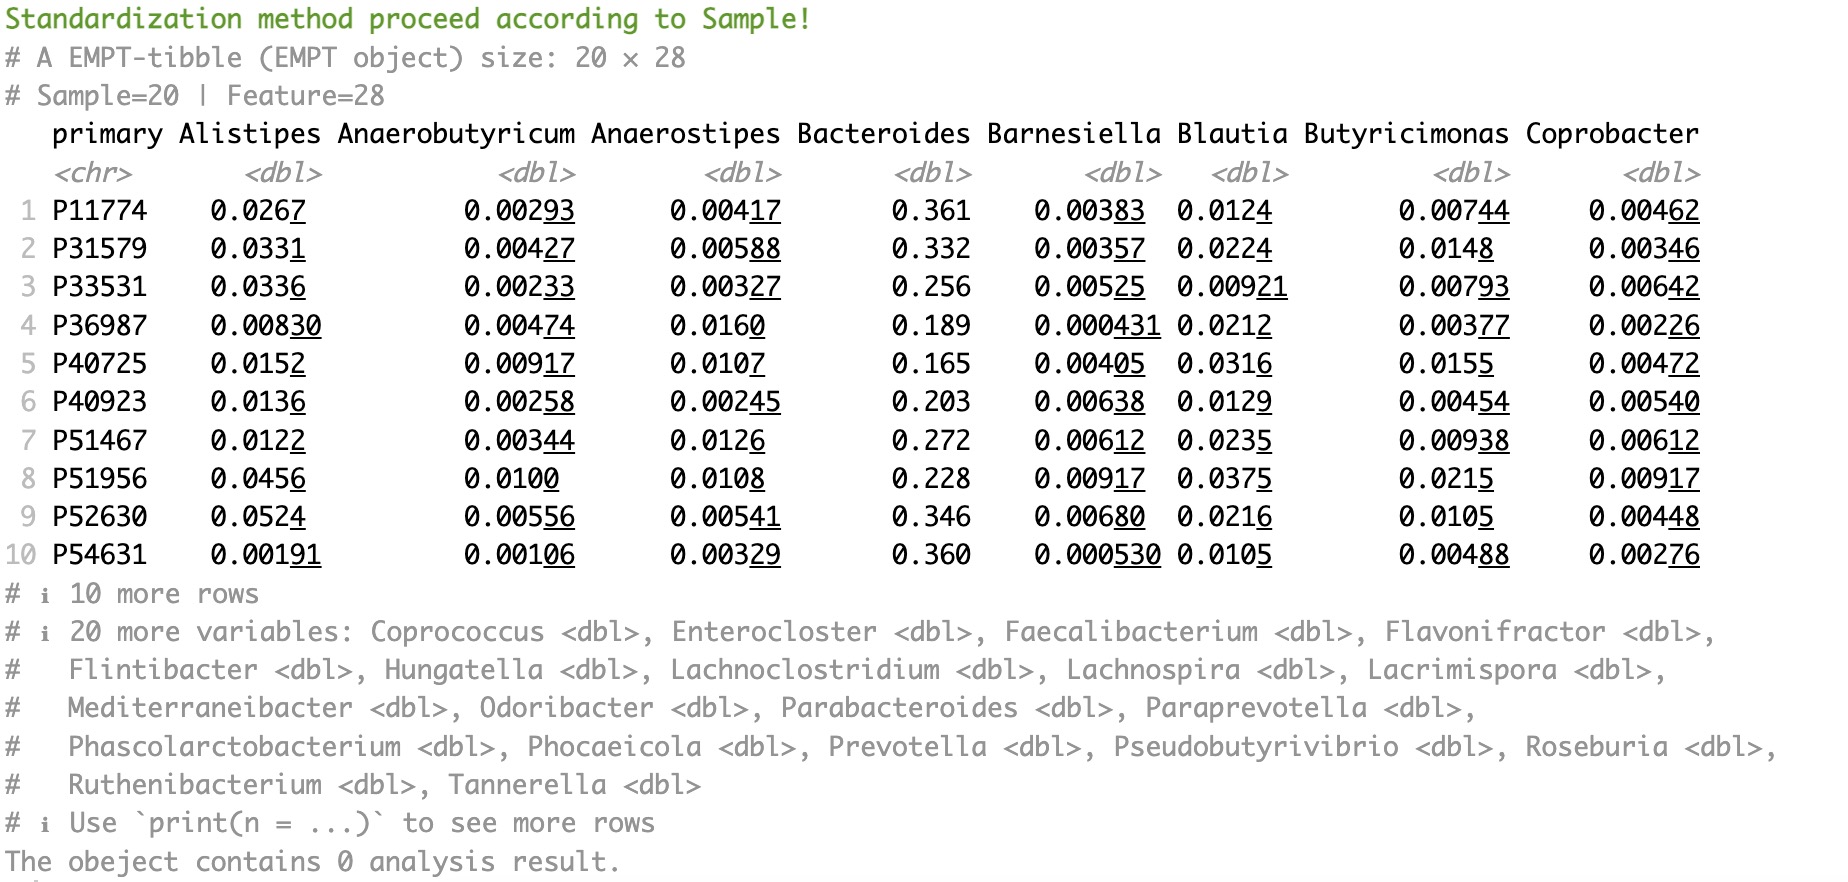 Standardization method proceed according to Sample!
# A EMPT-tibble (EMPT object) size: 20 × 28
# Sample=20 | Feature=28
primary Alistipes Anaerobutyricum Anaerostipes Bacteroides Barnesiella Blautia Butyricimonas Coprobacter
<chr> <dbl> <dbl> <dbl> <dbl> <dbl> <dbl> <dbl> <dbl>
1 P11774 0.0267 0.00293 0.00417 0.361 0.00383 0.0124 0.00744 0.00462
2 P31579 0.0331 0.00427 0.00588 0.332 0.00357 0.0224 0.0148 0.00346
3 P33531 0.0336 0.00233 0.00327 0.256 0.00525 0.00921 0.00793 0.00642
4 P36987 0.00830 0.00474 0.0160 0.189 0.000431 0.0212 0.00377 0.00226
5 P40725 0.0152 0.00917 0.0107 0.165 0.00405 0.0316 0.0155 0.00472
6 P40923 0.0136 0.00258 0.00245 0.203 0.00638 0.0129 0.00454 0.00540
7 P51467 0.0122 0.00344 0.0126 0.272 0.00612 0.0235 0.00938 0.00612
8 P51956 0.0456 0.0100 0.0108 0.228 0.00917 0.0375 0.0215 0.00917
9 P52630 0.0524 0.00556 0.00541 0.346 0.00680 0.0216 0.0105 0.00448
10 P54631 0.00191 0.00106 0.00329 0.360 0.000530 0.0105 0.00488 0.00276
# ℹ 10 more rows
# ℹ 20 more variables: Coprococcus <dbl>, Enterocloster <dbl>, Faecalibacterium <dbl>, Flavonifractor <dbl>,
# Flintibacter <dbl>, Hungatella <dbl>, Lachnoclostridium <dbl>, Lachnospira <dbl>, Lacrimispora <dbl>,
# Mediterraneibacter <dbl>, Odoribacter <dbl>, Parabacteroides <dbl>, Paraprevotella <dbl>,
# Phascolarctobacterium <dbl>, Phocaeicola <dbl>, Prevotella <dbl>, Pseudobutyrivibrio <dbl>, Roseburia <dbl>,
# Ruthenibacterium <dbl>, Tannerella <dbl>
# ℹ Use `print(n = ...)` to see more rows
The obeject contains 0 analysis result.